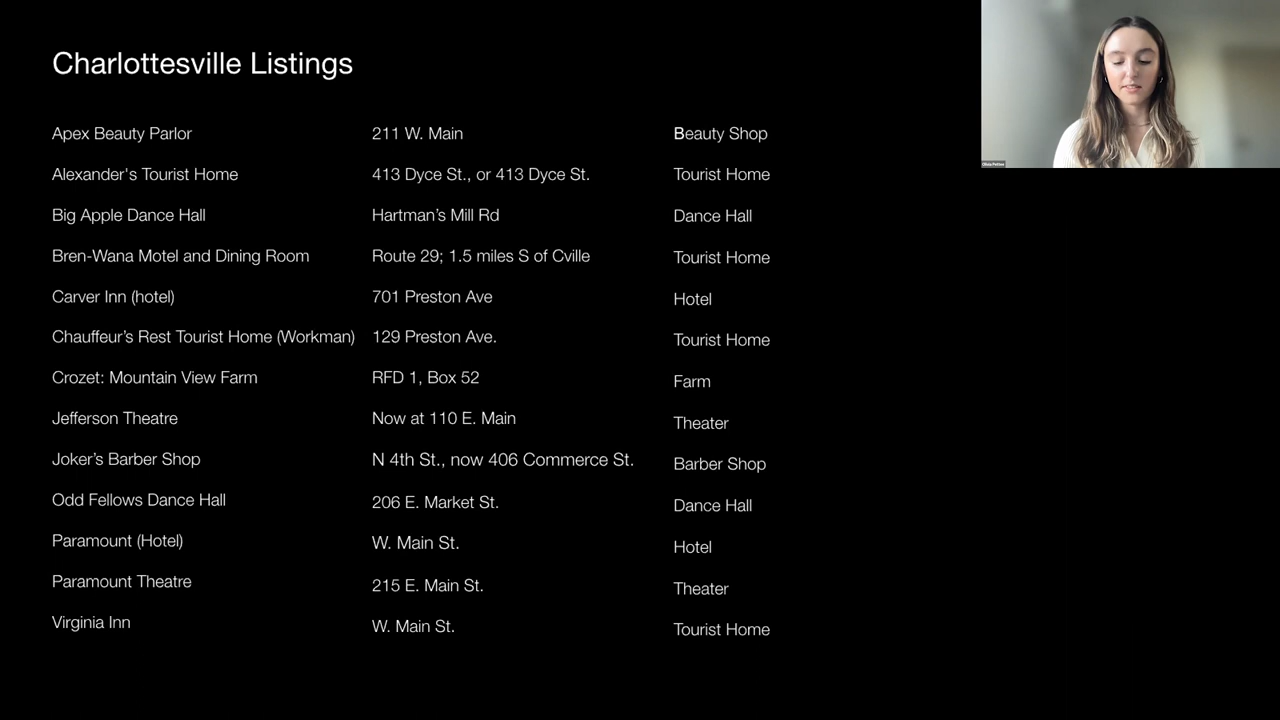 Charlottesville Listings
Apex Beauty Parlor 211 W. Main Beauty Shop
Alexander's Tourist Home 413 Dyce St., or 413 Dyce St. Tourist Home
Big Apple Dance Hall Hartman’s Mill Rd Dance Hall
Bren-Wana Motel and Dining Room Route 29; 1.5 miles S of Cville Tourist Home
Carver Inn (hotel) 701 Preston Ave Hotel
Chauffeur’s Rest Tourist Home (Workman) 129 Preston Ave. Tourist Home
Crozet: Mountain View Farm RFD 1, Box 52 Farm
Jefferson Theatre Now at 110 E. Main Theater
Joker’s Barber Shop N 4th St., now 406 Commerce St. Barber Shop
Odd Fellows Dance Hall 206 E. Market St. Dance Hall
Paramount (Hotel) W. Main St. Hotel
Paramount Theatre 215 E. Main St. Theater
Virginia Inn W. Main St. Tourist Home